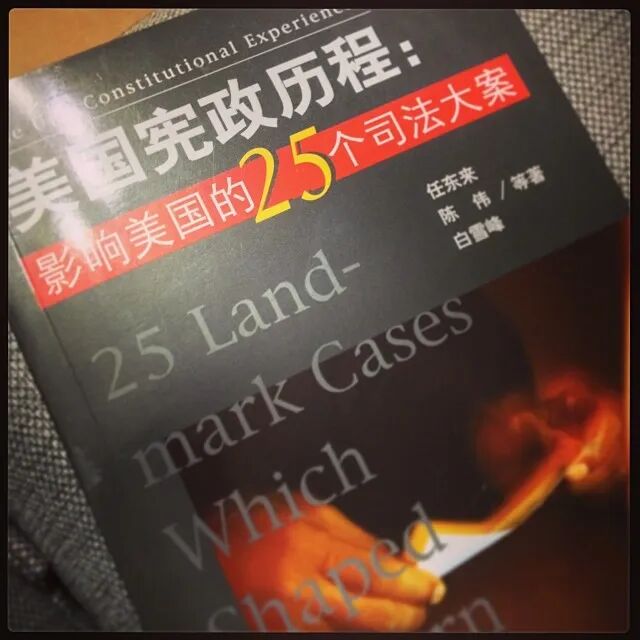 Constitutional Experience
美国宪政历程：
影响美国的25个司法大案
任东来
陈 伟 / 等著
白雪峰
25 Land-
mark Cases
Which
Shaped